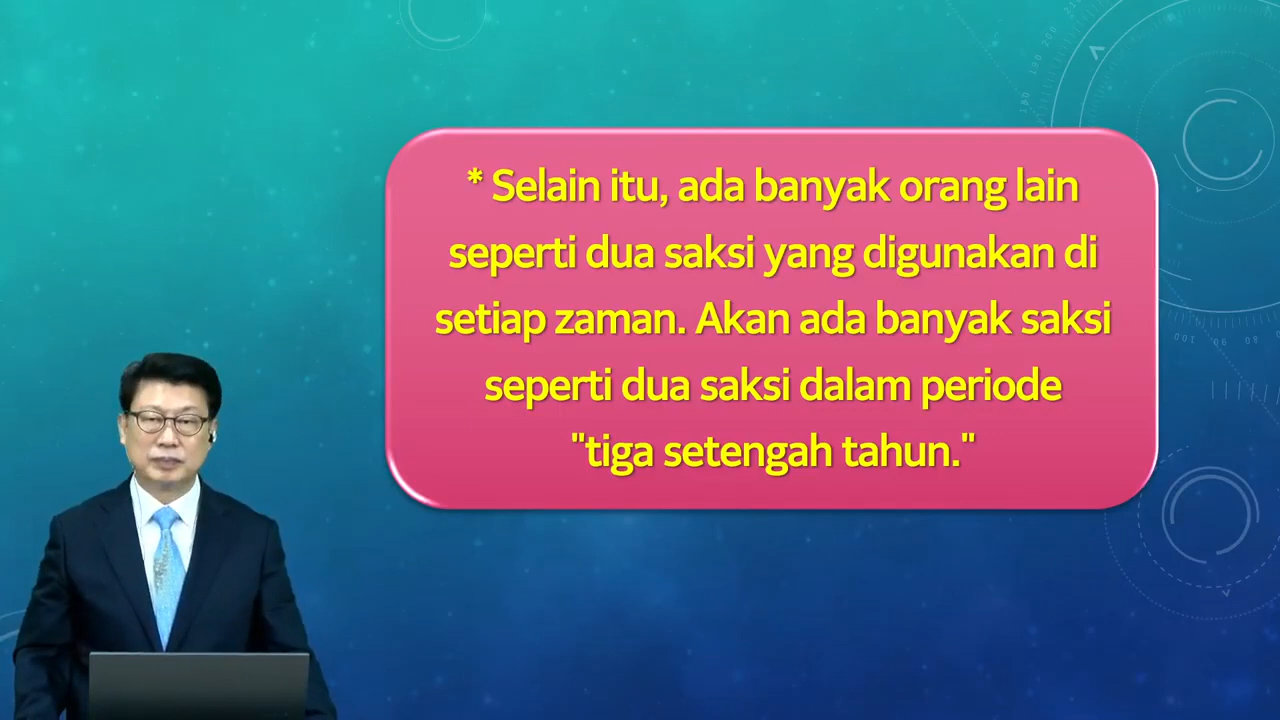 * Selain itu, ada banyak orang lain
seperti dua saksi yang digunakan di
setiap zaman. Akan ada banyak saksi
seperti dua saksi dalam periode
"tiga setengah tahun."